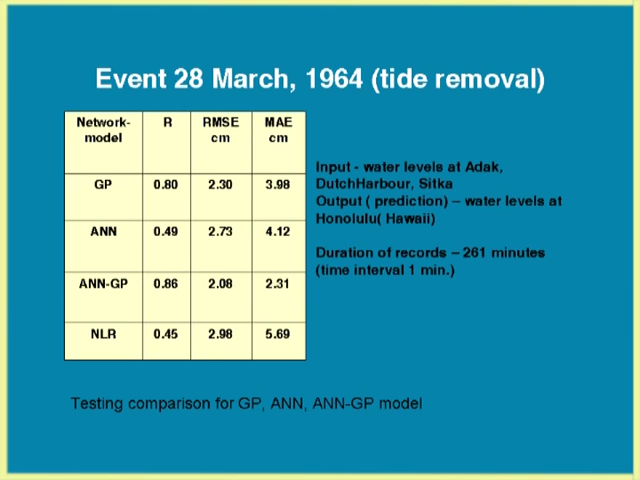 Event 28 March, 1964 (tide removal)
Network-model R RMSE cm MAE cm
GP 0.80 2.30 3.98
ANN 0.49 2.73 4.12
ANN-GP 0.86 2.08 2.31
NLR 0.45 2.98 5.69
Input - water levels at Adak,
DutchHarbour, Sitka
Output ( prediction) – water levels at
Honolulu( Hawaii)
Duration of records – 261 minutes
(time interval 1 min.)
Testing comparison for GP, ANN, ANN-GP model